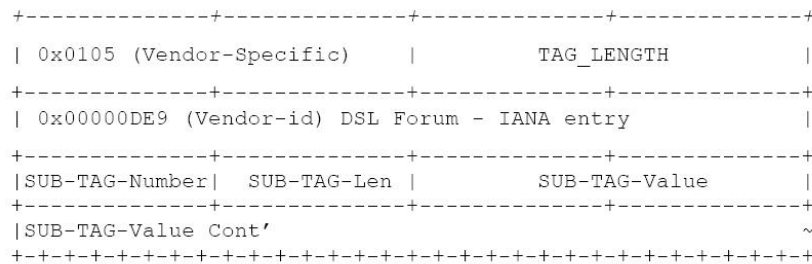 +--------------+--------------+--------------+--------------+
| 0x0105 (Vendor-Specific) | TAG_LENGTH |
+--------------+--------------+--------------+--------------+
| 0x00000DE9 (Vendor-id) DSL Forum - IANA entry |
+--------------+--------------+--------------+--------------+
|SUB-TAG-Number| SUB-TAG-Len | SUB-TAG-Value |
+--------------+--------------+--------------+--------------+
|SUB-TAG-Value Cont’ ~
+-+-+-+-+-+-+-+-+-+-+-+-+-+-+-+-+-+-+-+-+-+-+-+-+-+-+-+-+-+-+